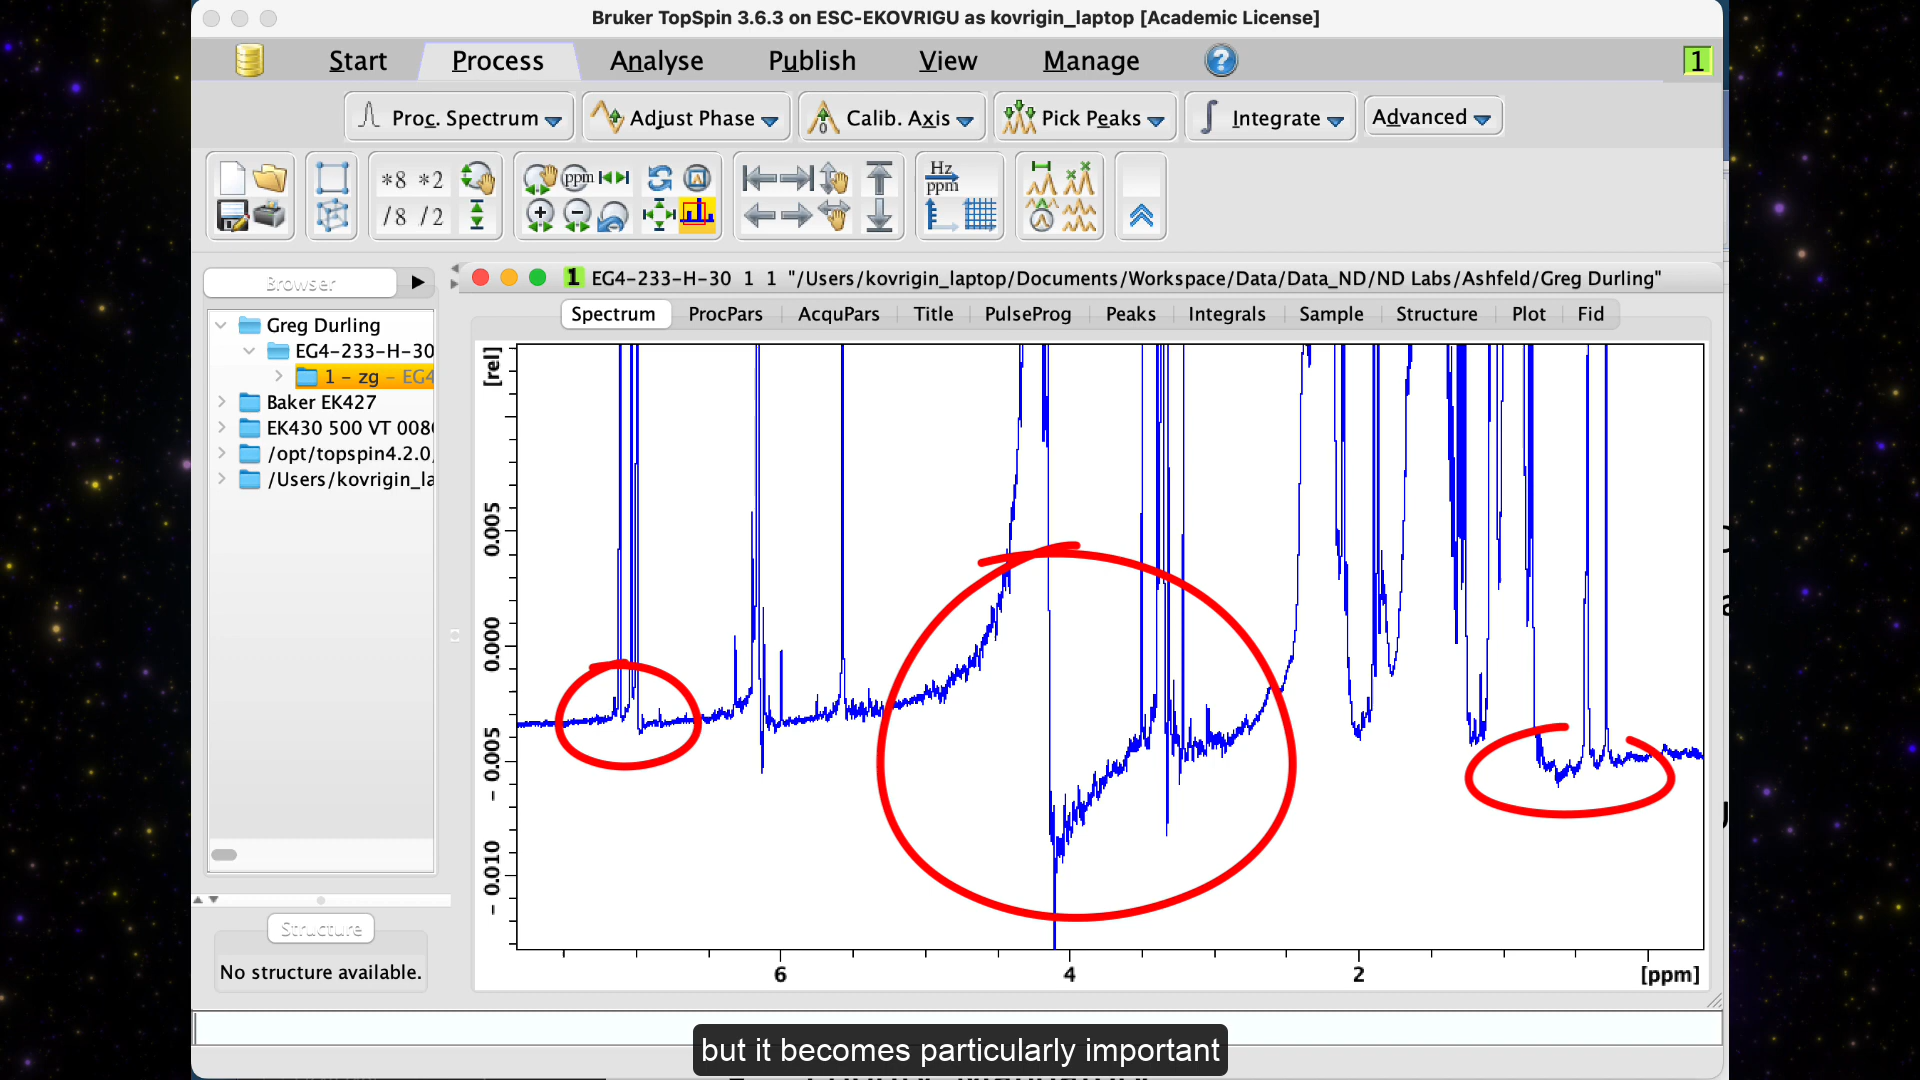 Bruker TopSpin 3.6.3 on ESC-EKOVRIGU as kovrigin_laptop [Academic License]
Start Process Analyse Publish View Manage ? 1
Proc. Spectrum Adjust Phase Calib. Axis Pick Peaks Integrate Advanced
*8 *2 ppm Hz ppm
/8 /2
Browser
1 EG4-233-H-30 1 1 "/Users/kovrigin_laptop/Documents/Workspace/Data/Data_ND/ND Labs/Ashfeld/Greg Durling"
Spectrum ProcPars AcquPars Title PulseProg Peaks Integrals Sample Structure Plot Fid
Greg Durling
EG4-233-H-30
1 - zg - EG4
Baker EK427
EK430 500 VT 008
/opt/topspin4.2.0
/Users/kovrigin_la
[rel]
0.005
0.000
- 0.005
- 0.010
6 4 2 [ppm]
Structure
No structure available.
but it becomes particularly important